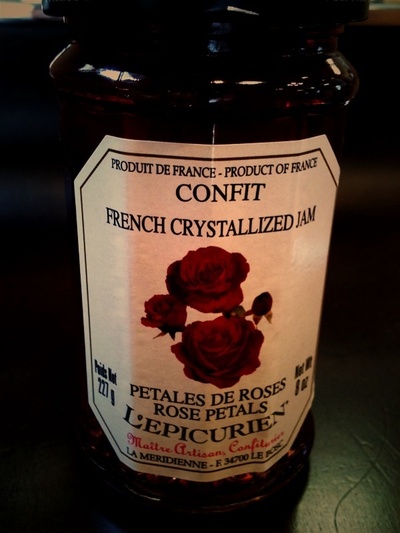 PRODUIT DE FRANCE - PRODUCT OF FRANCE
CONFIT
FRENCH CRYSTALLIZED JAM
Poids Net
227 g
Net Wt
8 oz
PETALES DE ROSES
ROSE PETALS
L'EPICURIEN
Maître Artisan Confiturier
LA MERIDIENNE - F. 34700 LE BOSC